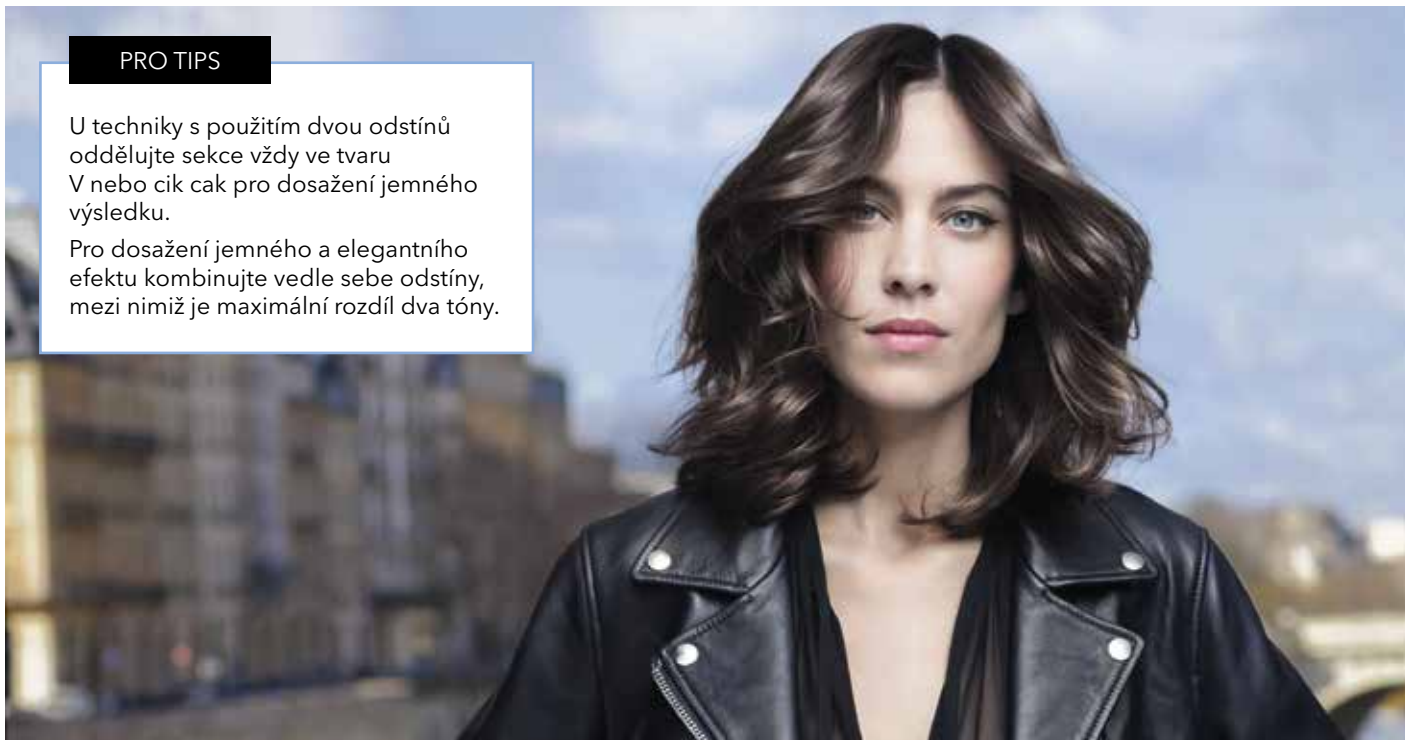 PRO TIPS
U techniky s použitím dvou odstínů
oddělujte sekce vždy ve tvaru
V nebo cik cak pro dosažení jemného
výsledku.
Pro dosažení jemného a elegantního
efektu kombinujte vedle sebe odstíny,
mezi nimiž je maximální rozdíl dva tóny.